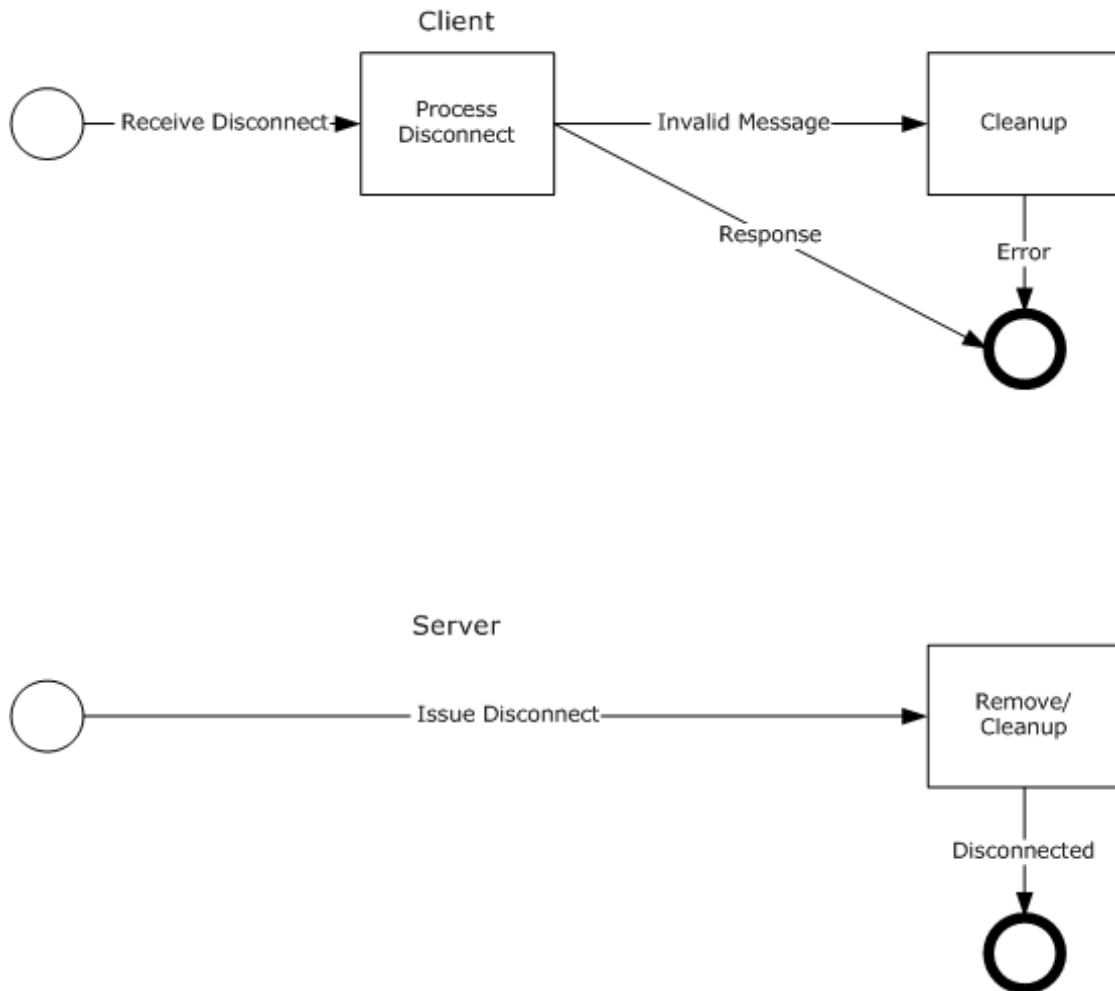 Client
Receive Disconnect
Process
Disconnect
Invalid Message
Cleanup
Response
Error
Server
Issue Disconnect
Remove/
Cleanup
Disconnected